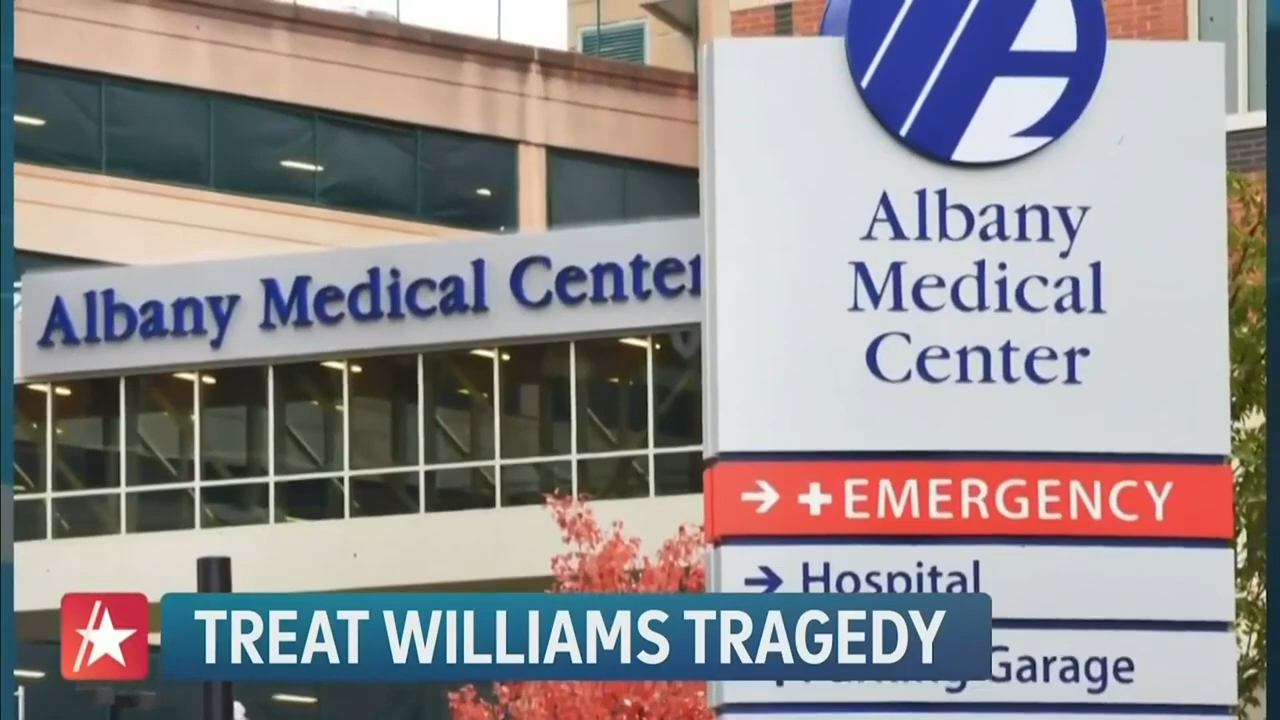 Albany Medical Center
Albany
Medical
Center
EMERGENCY
Hospital
Garage
TREAT WILLIAMS TRAGEDY